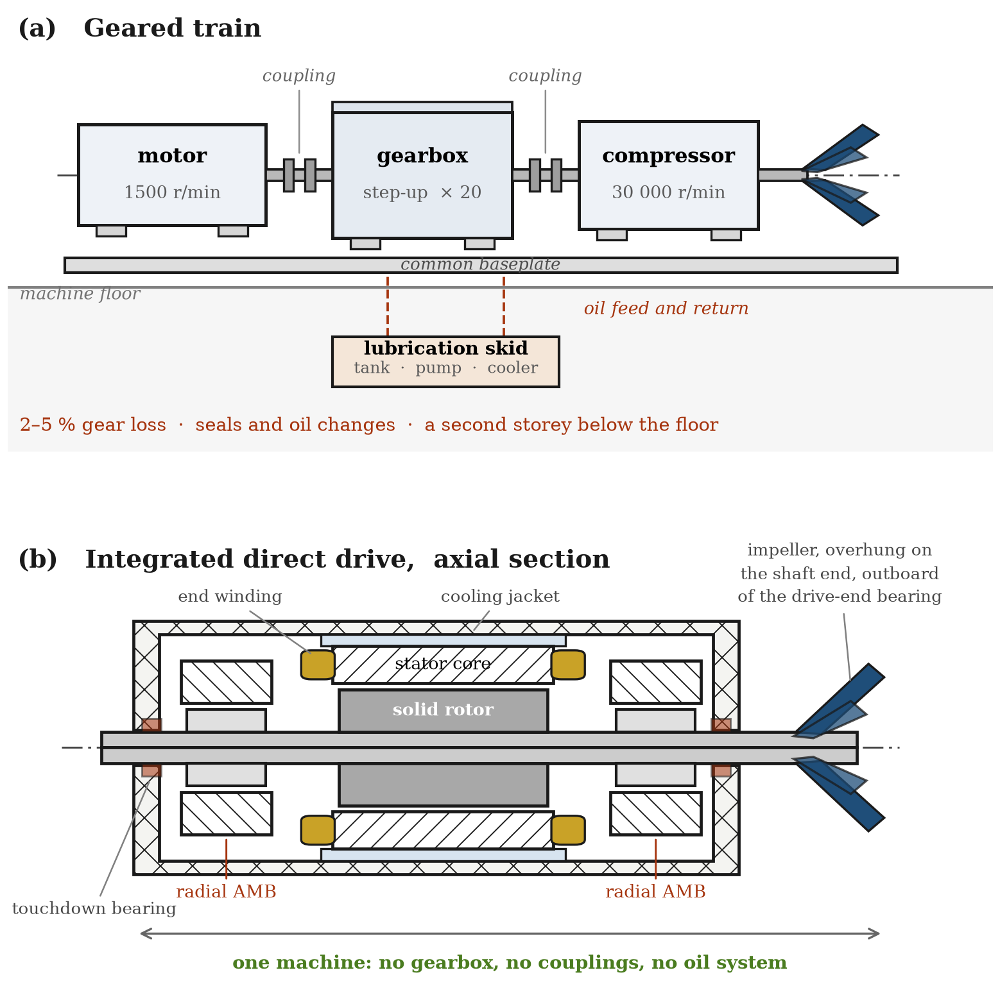 (a) Geared train
coupling
coupling
motor
1500 r/min
gearbox
step-up × 20
compressor
30 000 r/min
common baseplate
machine floor
oil feed and return
lubrication skid
tank · pump · cooler
2–5 % gear loss · seals and oil changes · a second storey below the floor
(b) Integrated direct drive, axial section
impeller, overhung on
the shaft end, outboard
of the drive-end bearing
end winding
cooling jacket
stator core
solid rotor
radial AMB
radial AMB
touchdown bearing
one machine: no gearbox, no couplings, no oil system